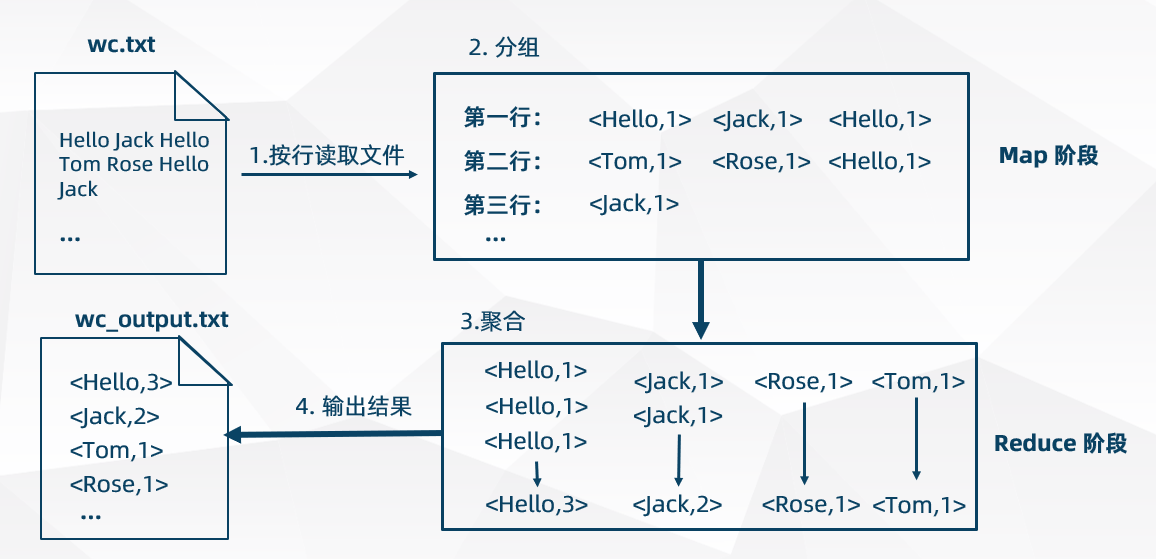 wc.txt
Hello Jack Hello
Tom Rose Hello
Jack
...
1.按行读取文件
2. 分组
第一行： <Hello,1> <Jack,1> <Hello,1>
第二行： <Tom,1> <Rose,1> <Hello,1>
第三行： <Jack,1>
...
Map 阶段
3.聚合
<Hello,1> <Jack,1> <Rose,1> <Tom,1>
<Hello,1> <Jack,1>
<Hello,1>
<Hello,3> <Jack,2> <Rose,1> <Tom,1>
Reduce 阶段
4. 输出结果
wc_output.txt
<Hello,3>
<Jack,2>
<Tom,1>
<Rose,1>
...